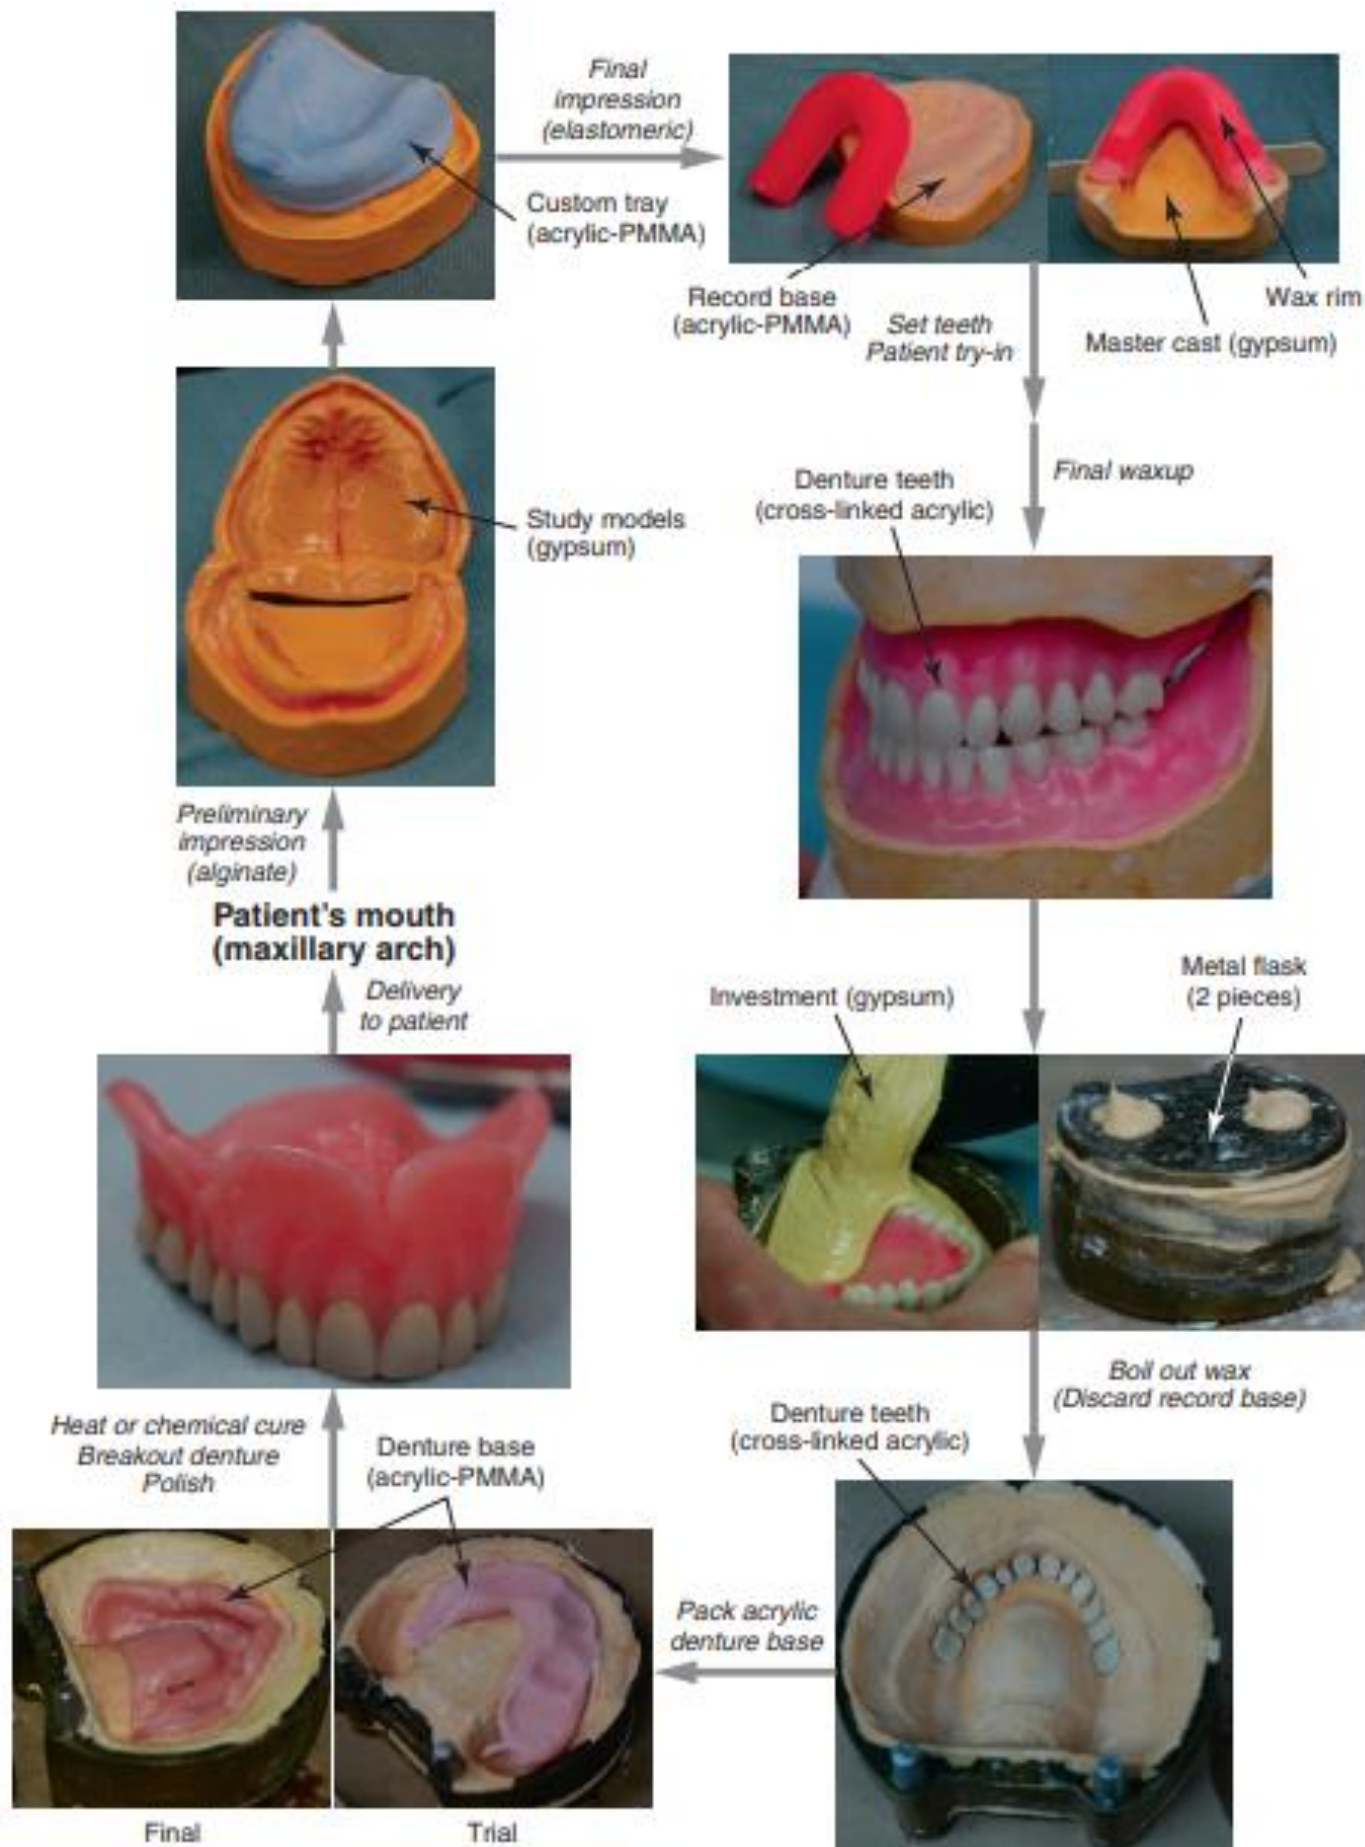 Final
impression
(elastomeric)
Custom tray
(acrylic-PMMA)
Record base
(acrylic-PMMA)
Set teeth
Patient try-in
Wax rim
Master cast (gypsum)
Study models
(gypsum)
Denture teeth
(cross-linked acrylic)
Final waxup
Preliminary
impression
(alginate)
Patient's mouth
(maxillary arch)
Delivery
to patient
Investment (gypsum)
Metal flask
(2 pieces)
Boil out wax
(Discard record base)
Denture teeth
(cross-linked acrylic)
Heat or chemical cure
Breakout denture
Polish
Denture base
(acrylic-PMMA)
Pack acrylic
denture base
Final
Trial